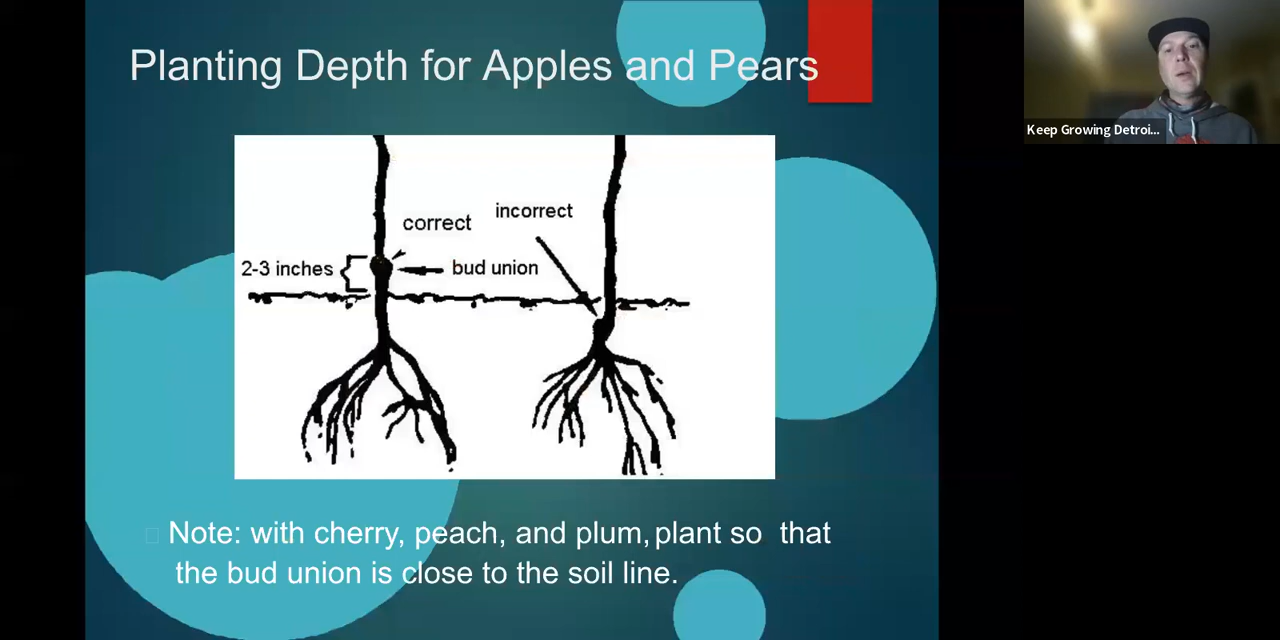 Planting Depth for Apples and Pears
Keep Growing Detroi...
correct
incorrect
2-3 inches
bud union
Note: with cherry, peach, and plum, plant so that
the bud union is close to the soil line.